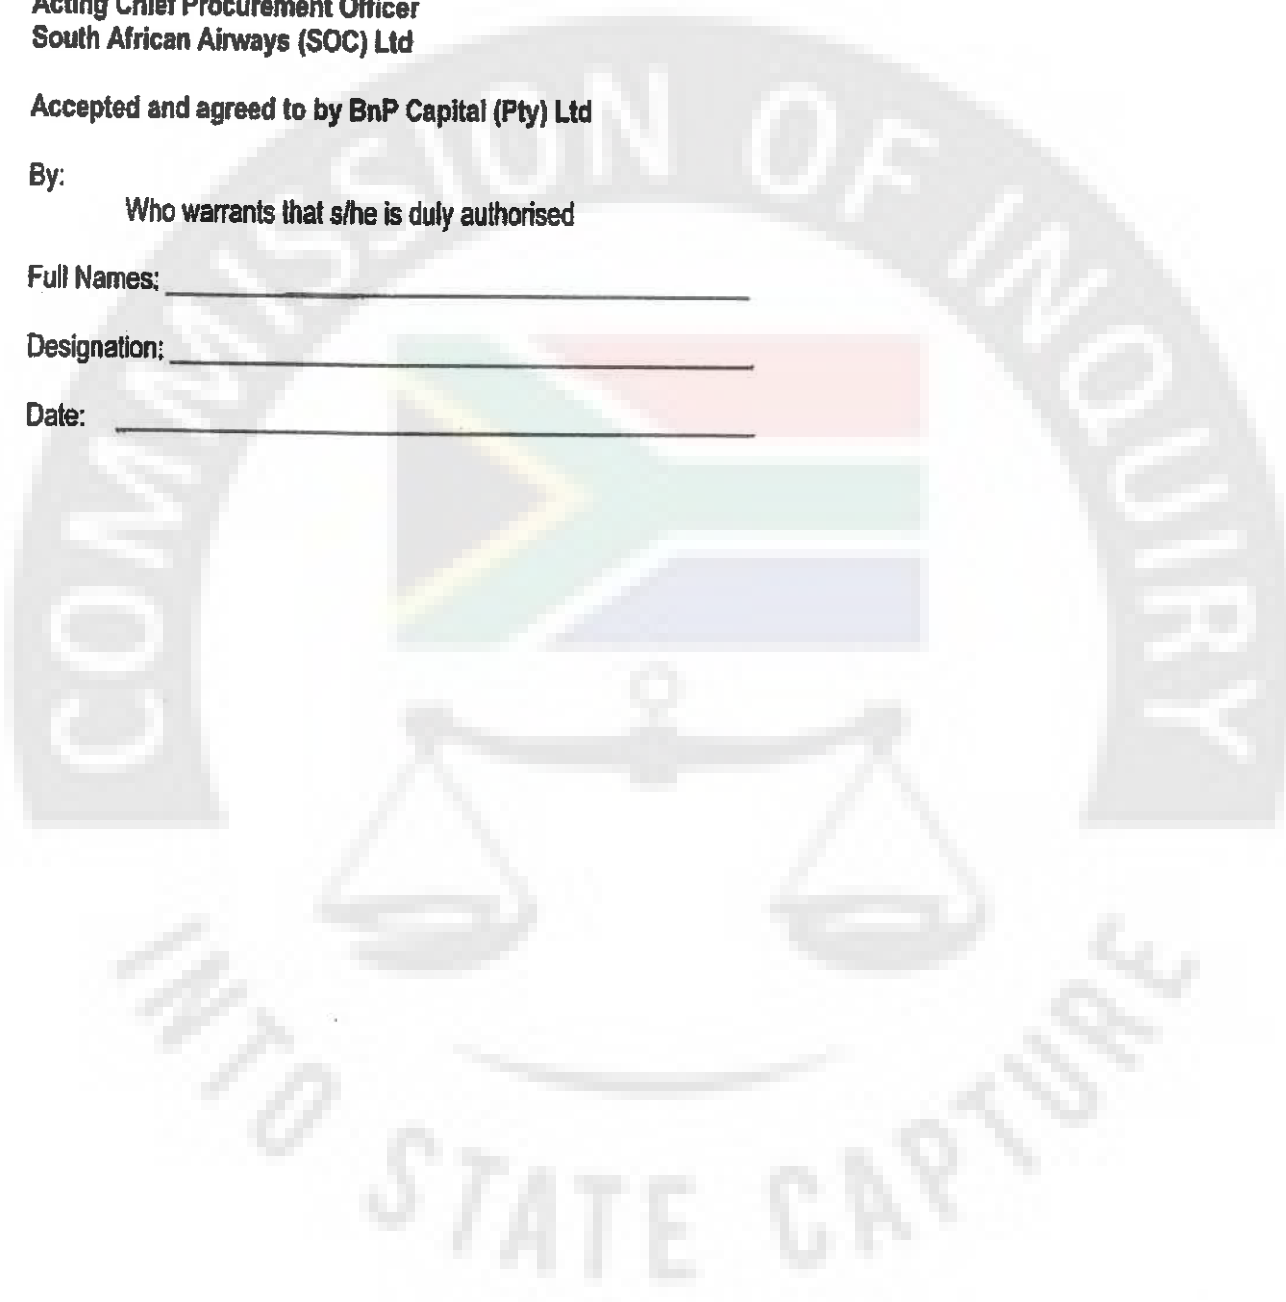 Acting Chief Procurement Officer
South African Airways (SOC) Ltd
Accepted and agreed to by BnP Capital (Pty) Ltd
By:
Who warrants that s/he is duly authorised
Full Names:
Designation:
Date:
COMMISSION OF INQUIRY
INTO STATE CAPTURE